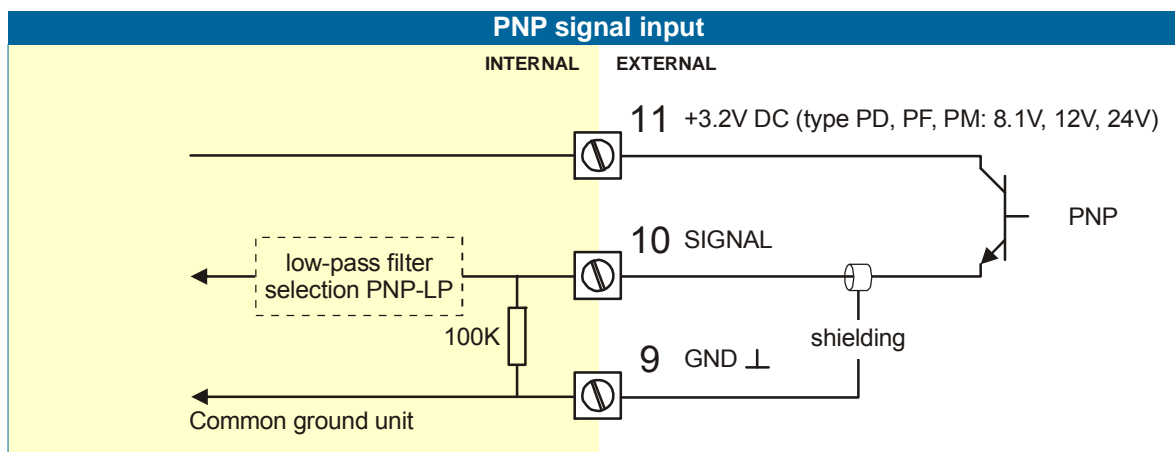 PNP signal input
INTERNAL
EXTERNAL
11 +3.2V DC (type PD, PF, PM: 8.1V, 12V, 24V)
PNP
10 SIGNAL
low-pass filter
selection PNP-LP
100K
shielding
9 GND ⊥
Common ground unit